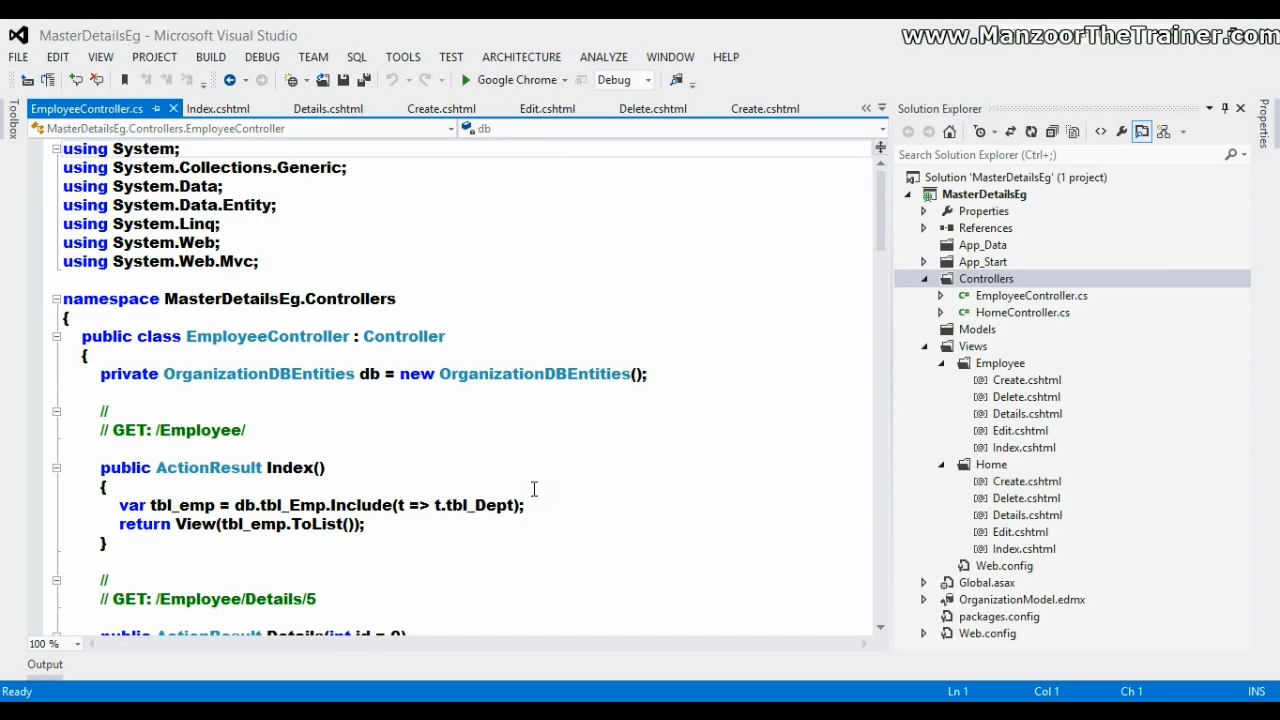 www.ManzoorTheTrainer.com
MasterDetailsEg - Microsoft Visual Studio
FILE EDIT VIEW PROJECT BUILD DEBUG TEAM SQL TOOLS TEST ARCHITECTURE ANALYZE WINDOW HELP
Google Chrome Debug
Toolbox
EmployeeController.cs Index.cshtml Details.cshtml Create.cshtml Edit.cshtml Delete.cshtml Create.cshtml
MasterDetailsEg.Controllers.EmployeeController db
using System;
using System.Collections.Generic;
using System.Data;
using System.Data.Entity;
using System.Linq;
using System.Web;
using System.Web.Mvc;
namespace MasterDetailsEg.Controllers
{
public class EmployeeController : Controller
{
private OrganizationDBEntities db = new OrganizationDBEntities();
//
// GET: /Employee/
public ActionResult Index()
{
var tbl_emp = db.tbl_Emp.Include(t => t.tbl_Dept);
return View(tbl_emp.ToList());
}
//
// GET: /Employee/Details/5
public ActionResult Details(int id = 0)
100 %
Output
Solution Explorer
Search Solution Explorer (Ctrl+;)
Solution 'MasterDetailsEg' (1 project)
MasterDetailsEg
Properties
References
App_Data
App_Start
Controllers
EmployeeController.cs
HomeController.cs
Models
Views
Employee
Create.cshtml
Delete.cshtml
Details.cshtml
Edit.cshtml
Index.cshtml
Home
Create.cshtml
Delete.cshtml
Details.cshtml
Edit.cshtml
Index.cshtml
Web.config
Global.asax
OrganizationModel.edmx
packages.config
Web.config
Properties
Ready Ln 1 Col 1 Ch 1 INS